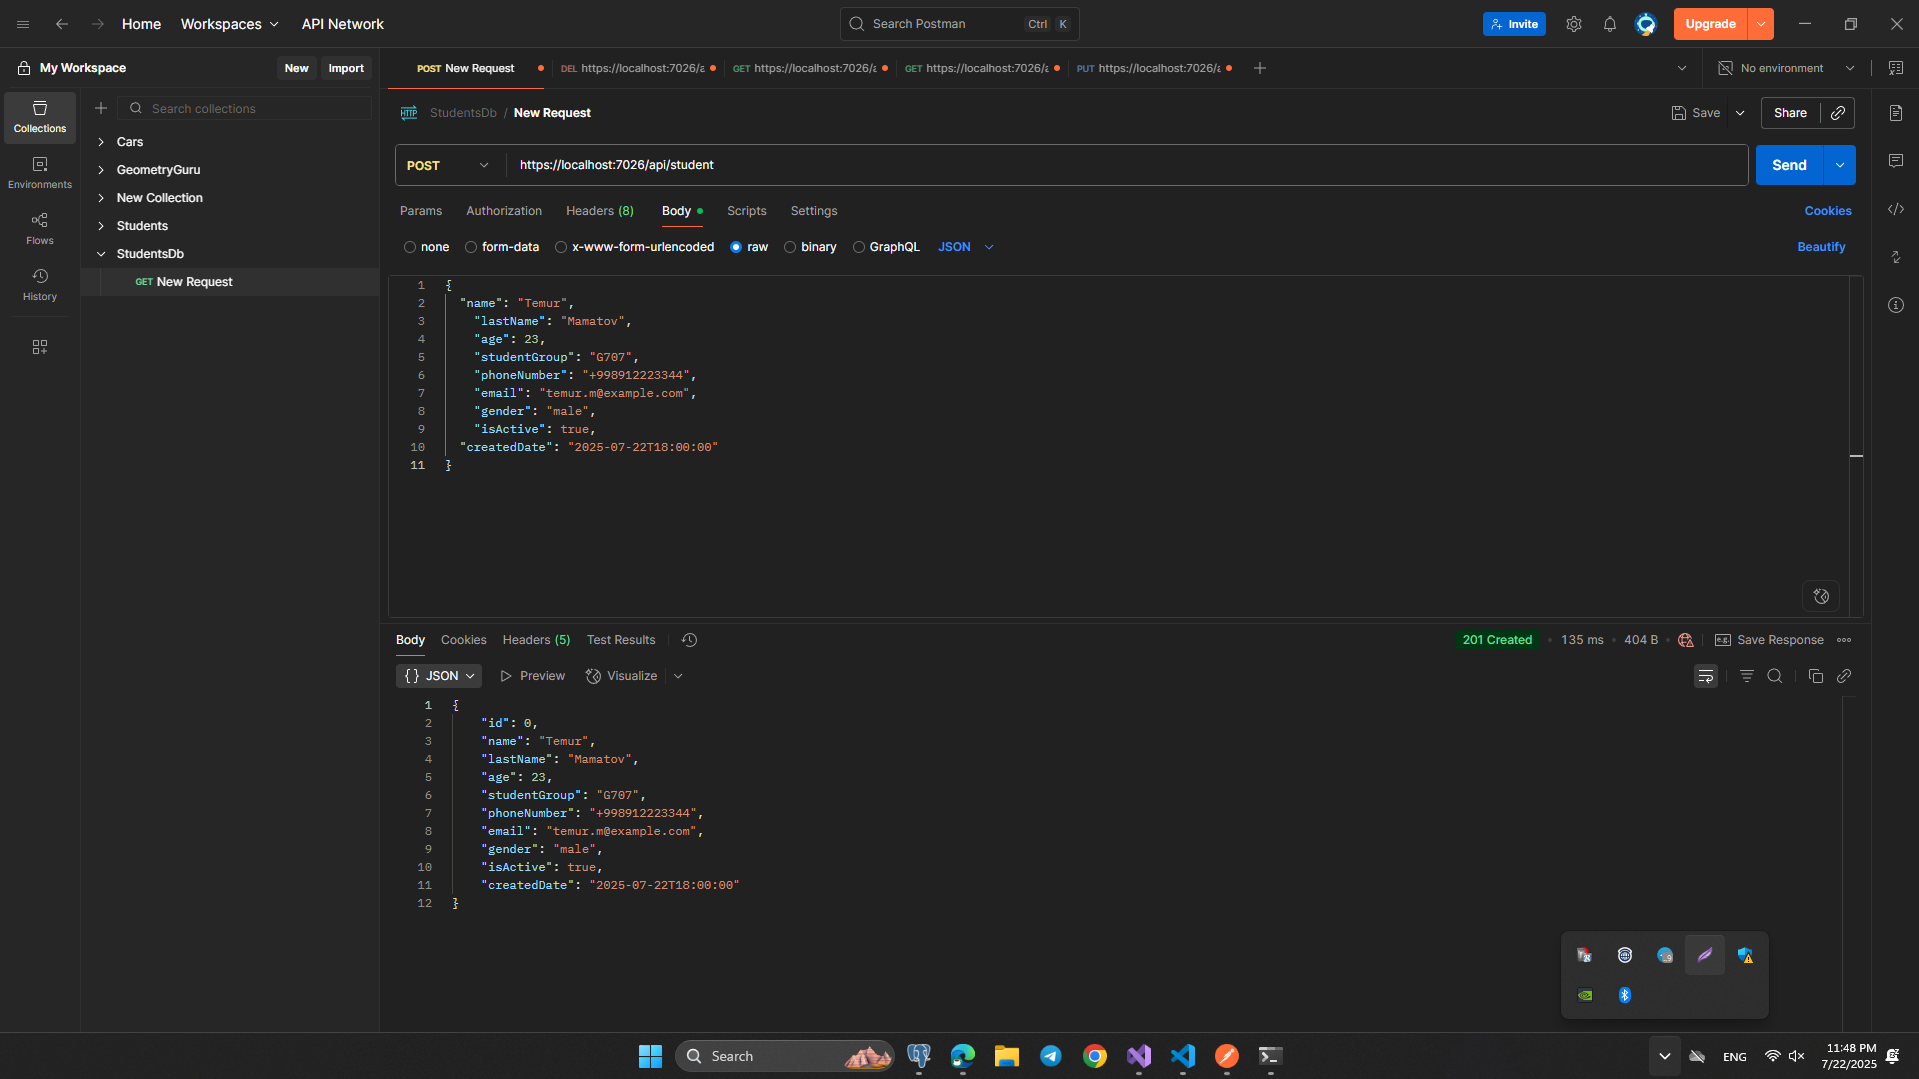 Home
Workspaces
API Network
Search Postman
Ctrl
K
Invite
Upgrade
My Workspace
New
Import
POST New Request
DEL https://localhost:7026/a
GET https://localhost:7026/a
GET https://localhost:7026/a
PUT https://localhost:7026/a
No environment
Collections
Environments
Flows
History
Search collections
Cars
GeometryGuru
New Collection
Students
StudentsDb
GET New Request
HTTP
StudentsDb / New Request
Save
Share
POST
https://localhost:7026/api/student
Send
Params
Authorization
Headers (8)
Body
Scripts
Settings
Cookies
none
form-data
x-www-form-urlencoded
raw
binary
GraphQL
JSON
Beautify
1 {
2 "name": "Temur",
3 "lastName": "Mamatov",
4 "age": 23,
5 "studentGroup": "G707",
6 "phoneNumber": "+998912223344",
7 "email": "temur.m@example.com",
8 "gender": "male",
9 "isActive": true,
10 "createdDate": "2025-07-22T18:00:00"
11 }
Body
Cookies
Headers (5)
Test Results
201 Created
135 ms
404 B
e.g.
Save Response
{} JSON
Preview
Visualize
1 {
2 "id": 0,
3 "name": "Temur",
4 "lastName": "Mamatov",
5 "age": 23,
6 "studentGroup": "G707",
7 "phoneNumber": "+998912223344",
8 "email": "temur.m@example.com",
9 "gender": "male",
10 "isActive": true,
11 "createdDate": "2025-07-22T18:00:00"
12 }
Search
ENG
11:48 PM
7/22/2025